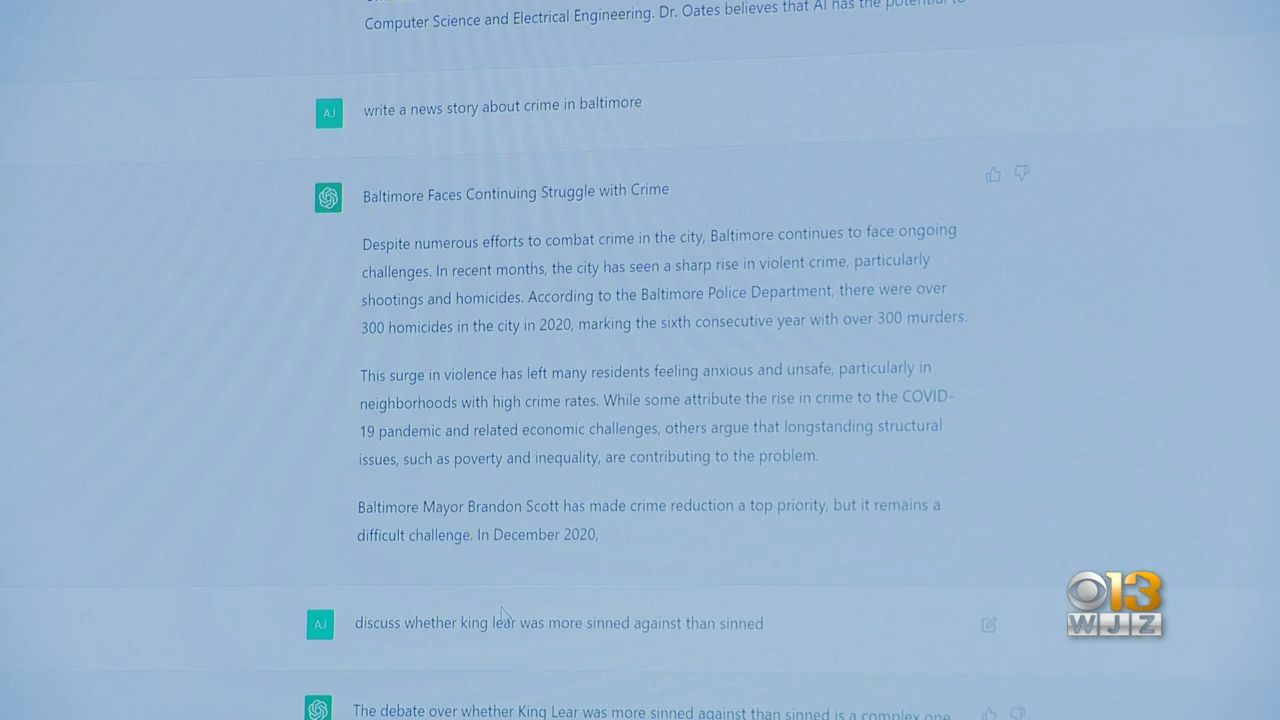 Computer Science and Electrical Engineering. Dr. Oates believes that AI has the potential to
AJ
write a news story about crime in baltimore
Baltimore Faces Continuing Struggle with Crime
Despite numerous efforts to combat crime in the city, Baltimore continues to face ongoing
challenges. In recent months, the city has seen a sharp rise in violent crime, particularly
shootings and homicides. According to the Baltimore Police Department, there were over
300 homicides in the city in 2020, marking the sixth consecutive year with over 300 murders.
This surge in violence has left many residents feeling anxious and unsafe, particularly in
neighborhoods with high crime rates. While some attribute the rise in crime to the COVID-
19 pandemic and related economic challenges, others argue that longstanding structural
issues, such as poverty and inequality, are contributing to the problem.
Baltimore Mayor Brandon Scott has made crime reduction a top priority, but it remains a
difficult challenge. In December 2020,
AJ
discuss whether king lear was more sinned against than sinned
The debate over whether King Lear was more sinned against than sinned is a complex one
13
WJZ